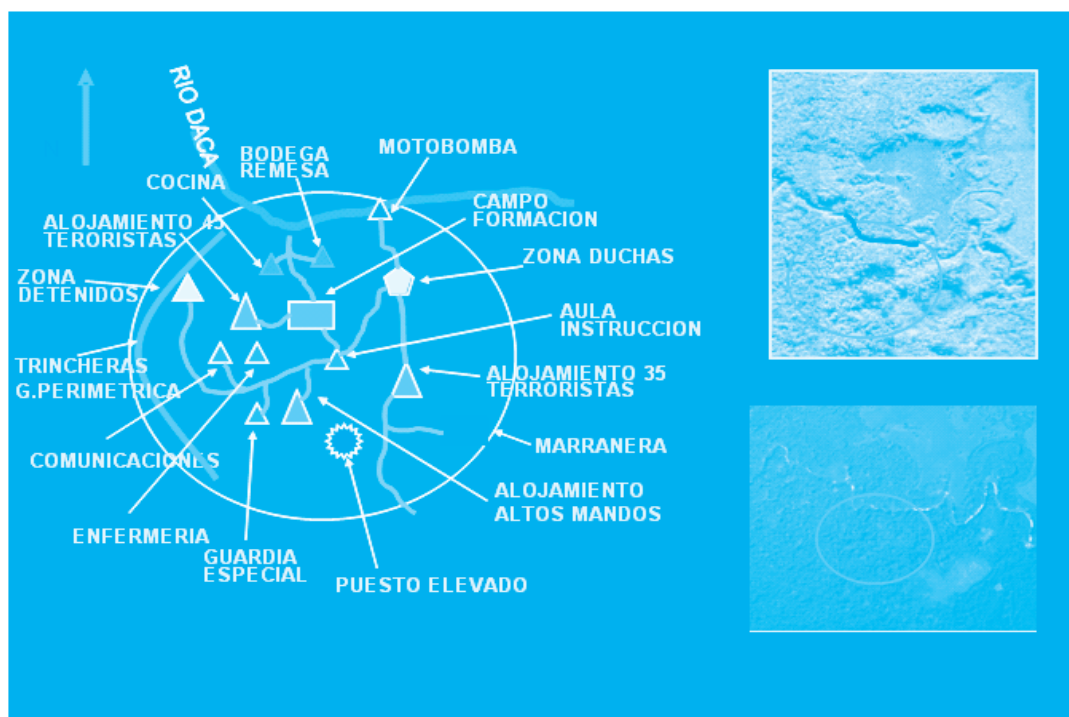 RIO DACA
MOTOBOMBA
BODEGA
REMESA
COCINA
CAMPO
FORMACION
ALOJAMIENTO 45
TERORISTAS
ZONA DUCHAS
ZONA
DETENIDOS
AULA
INSTRUCCION
TRINCHERAS
G.PERIMETRICA
ALOJAMIENTO 35
TERRORISTAS
MARRANERA
COMUNICACIONES
ALOJAMIENTO
ALTOS MANDOS
ENFERMERIA
GUARDIA
ESPECIAL
PUESTO ELEVADO